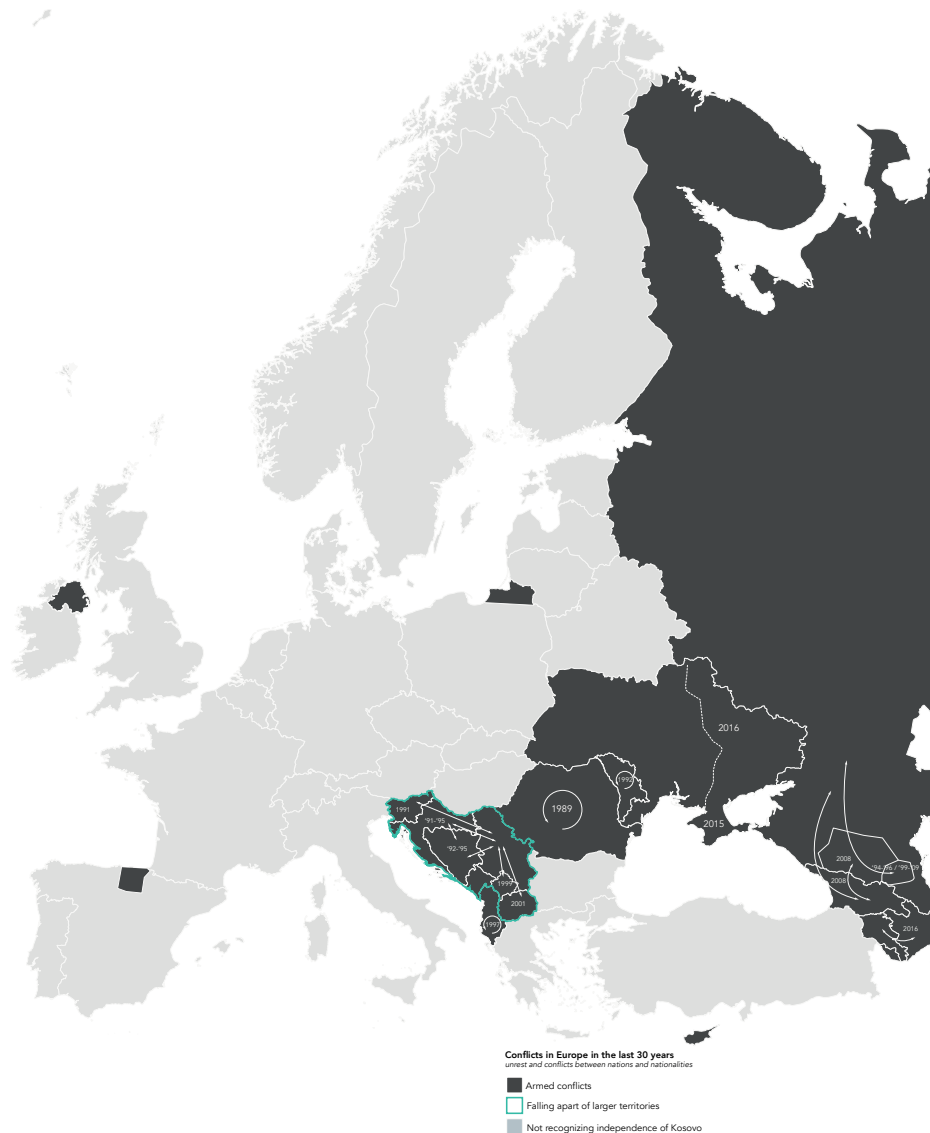 2016
1992
1989
2015
1991
'91-'95
'92-'95
2008
'94-'96 / '99-'09
2008
1999
2001
1997
2016
Conflicts in Europe in the last 30 years
unrest and conflicts between nations and nationalities
Armed conflicts
Falling apart of larger territories
Not recognizing independence of Kosovo